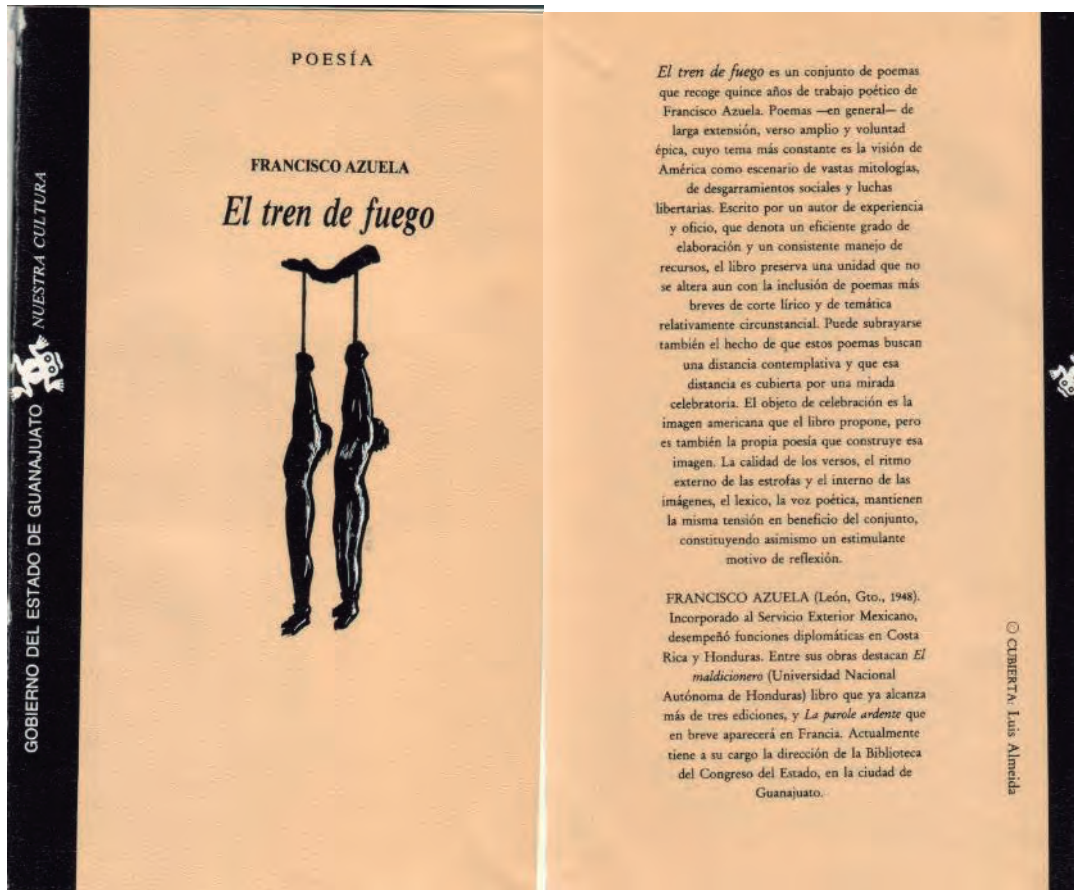 GOBIERNO DEL ESTADO DE GUANAJUATO NUESTRA CULTURA
POESÍA
FRANCISCO AZUELA
El tren de fuego
El tren de fuego es un conjunto de poemas
que recoge quince años de trabajo poético de
Francisco Azuela. Poemas —en general— de
larga extensión, verso amplio y voluntad
épica, cuyo tema más constante es la visión de
América como escenario de vastas mitologías,
de desgarramientos sociales y luchas
libertarias. Escrito por un autor de experiencia
y oficio, que denota un eficiente grado de
elaboración y un consistente manejo de
recursos, el libro preserva una unidad que no
se altera aun con la inclusión de poemas más
breves de corte lírico y de temática
relativamente circunstancial. Puede subrayarse
también el hecho de que estos poemas buscan
una distancia contemplativa y que esa
distancia es cubierta por una mirada
celebratoria. El objeto de celebración es la
imagen americana que el libro propone, pero
es también la propia poesía que construye esa
imagen. La calidad de los versos, el ritmo
externo de las estrofas y el interno de las
imágenes, el lexico, la voz poética, mantienen
la misma tensión en beneficio del conjunto,
constituyendo asimismo un estimulante
motivo de reflexión.
FRANCISCO AZUELA (León, Gto., 1948).
Incorporado al Servicio Exterior Mexicano,
desempeñó funciones diplomáticas en Costa
Rica y Honduras. Entre sus obras destacan El
maldicionero (Universidad Nacional
Autónoma de Honduras) libro que ya alcanza
más de tres ediciones, y La parole ardente que
en breve aparecerá en Francia. Actualmente
tiene a su cargo la dirección de la Biblioteca
del Congreso del Estado, en la ciudad de
Guanajuato.
© CUBIERTA: Luis Almeida